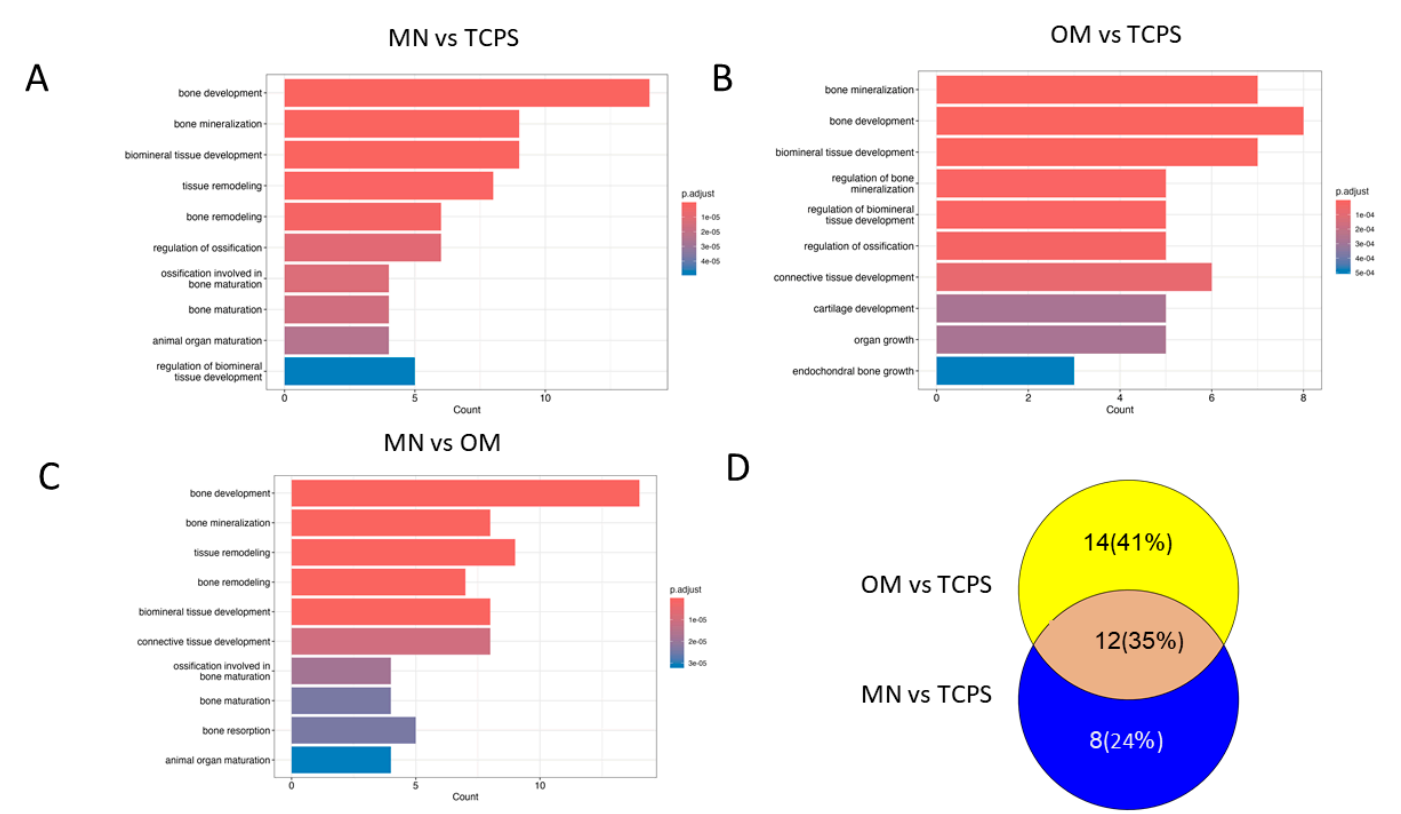 MN vs TCPS
A
bone development
bone mineralization
biomineral tissue development
tissue remodeling
bone remodeling
regulation of ossification
ossification involved in
bone maturation
bone maturation
animal organ maturation
regulation of biomineral
tissue development
0 5 10
Count
p.adjust
1e-05
2e-05
3e-05
4e-05
OM vs TCPS
B
bone mineralization
bone development
biomineral tissue development
regulation of bone
mineralization
regulation of biomineral
tissue development
regulation of ossification
connective tissue development
cartilage development
organ growth
endochondral bone growth
0 2 4 6 8
Count
p.adjust
1e-04
2e-04
3e-04
4e-04
5e-04
MN vs OM
C
bone development
bone mineralization
tissue remodeling
bone remodeling
biomineral tissue development
connective tissue development
ossification involved in
bone maturation
bone maturation
bone resorption
animal organ maturation
0 5 10
Count
p.adjust
1e-05
2e-05
3e-05
D
14(41%)
OM vs TCPS
12(35%)
MN vs TCPS
8(24%)